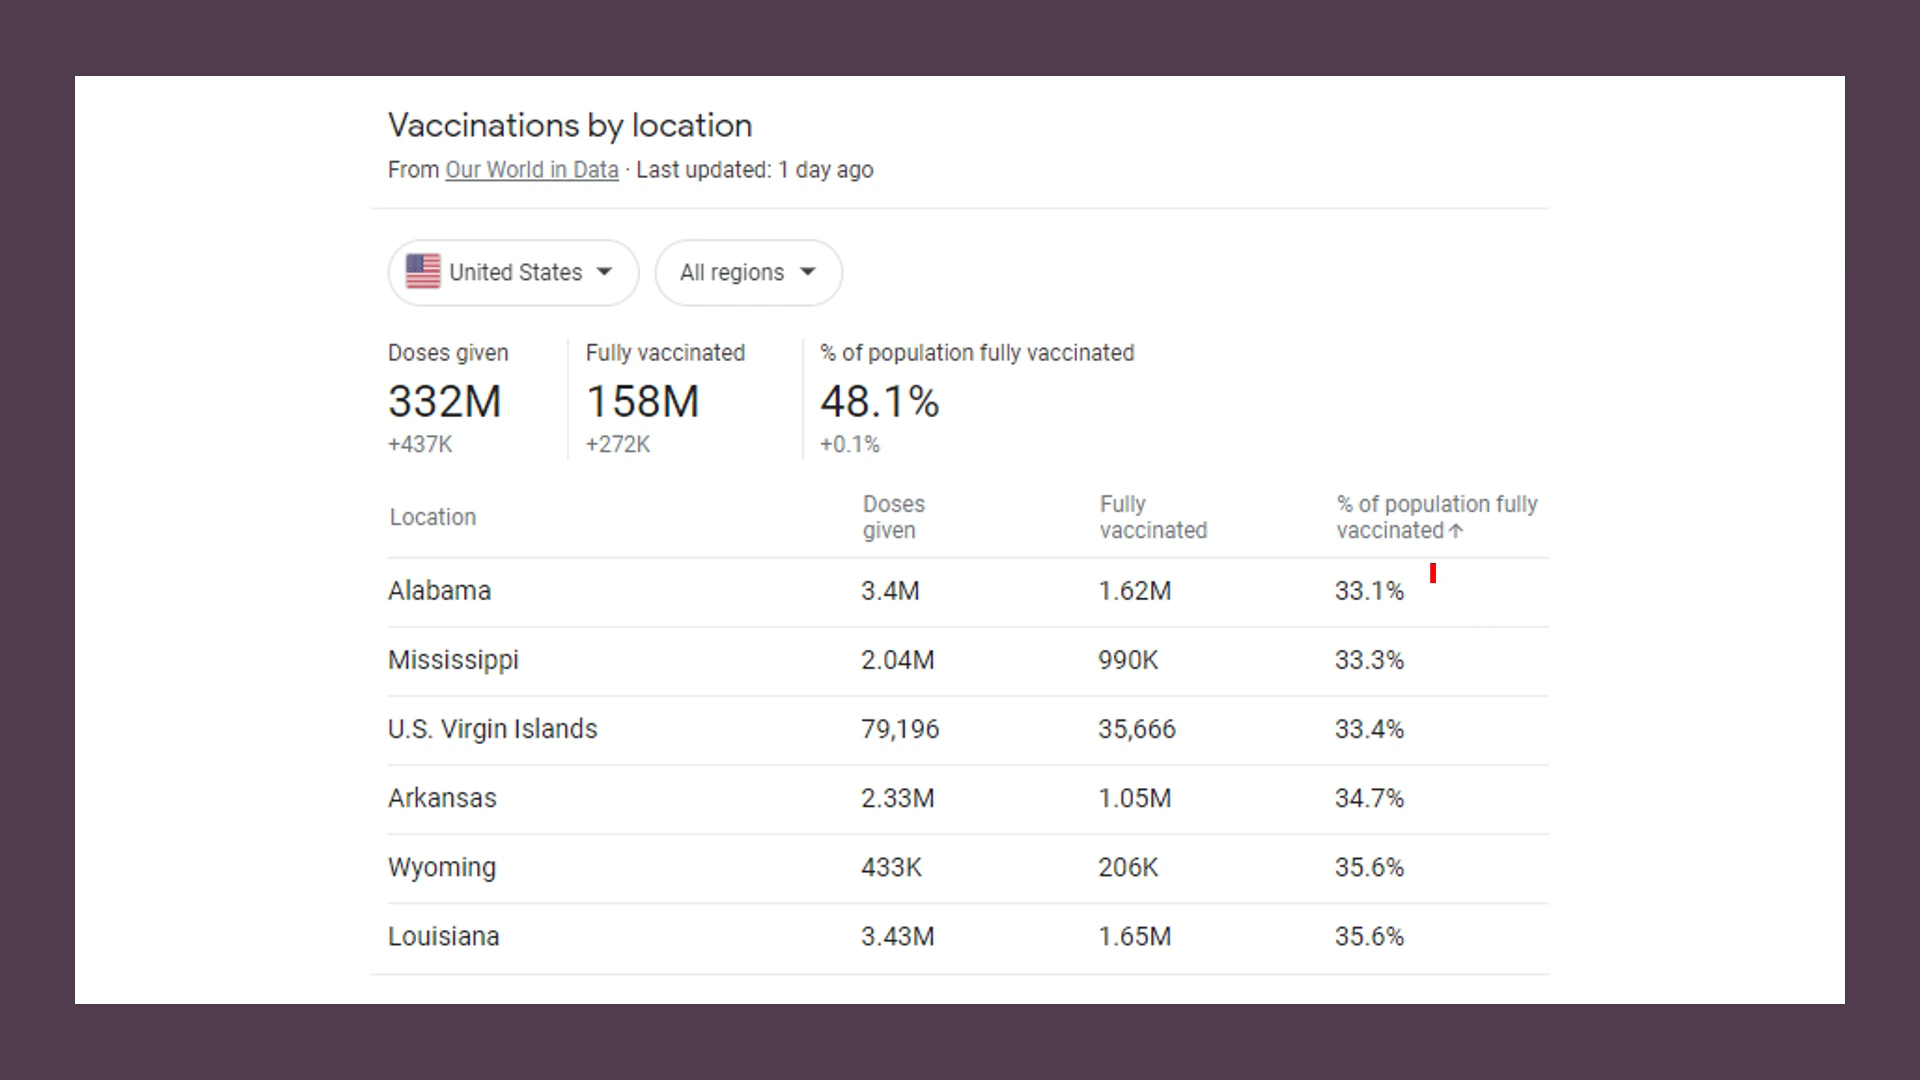 Vaccinations by location
From Our World in Data · Last updated: 1 day ago
United States All regions
Doses given Fully vaccinated % of population fully vaccinated
332M 158M 48.1%
+437K +272K +0.1%
Location Doses given Fully vaccinated % of population fully vaccinated↑
Alabama 3.4M 1.62M 33.1%
Mississippi 2.04M 990K 33.3%
U.S. Virgin Islands 79,196 35,666 33.4%
Arkansas 2.33M 1.05M 34.7%
Wyoming 433K 206K 35.6%
Louisiana 3.43M 1.65M 35.6%